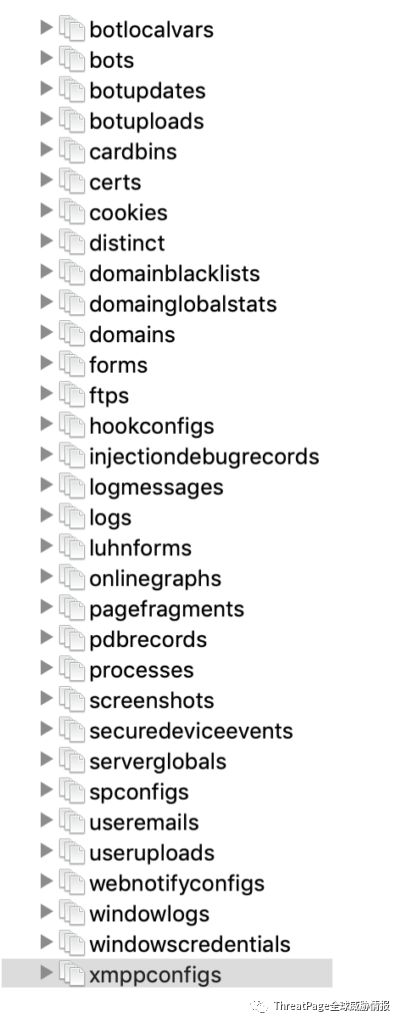 botlocalvars
bots
botupdates
botuploads
cardbins
certs
cookies
distinct
domainblacklists
domainglobalstats
domains
forms
ftps
hookconfigs
injectiondebugrecords
logmessages
logs
luhnforms
onlinegraphs
pagefragments
pdbrecords
processes
screenshots
securedeviceevents
serverglobals
spconfigs
useremails
useruploads
webnotifyconfigs
windowlogs
windowscredentials
xmppconfigs
ThreatPage全球威胁情报